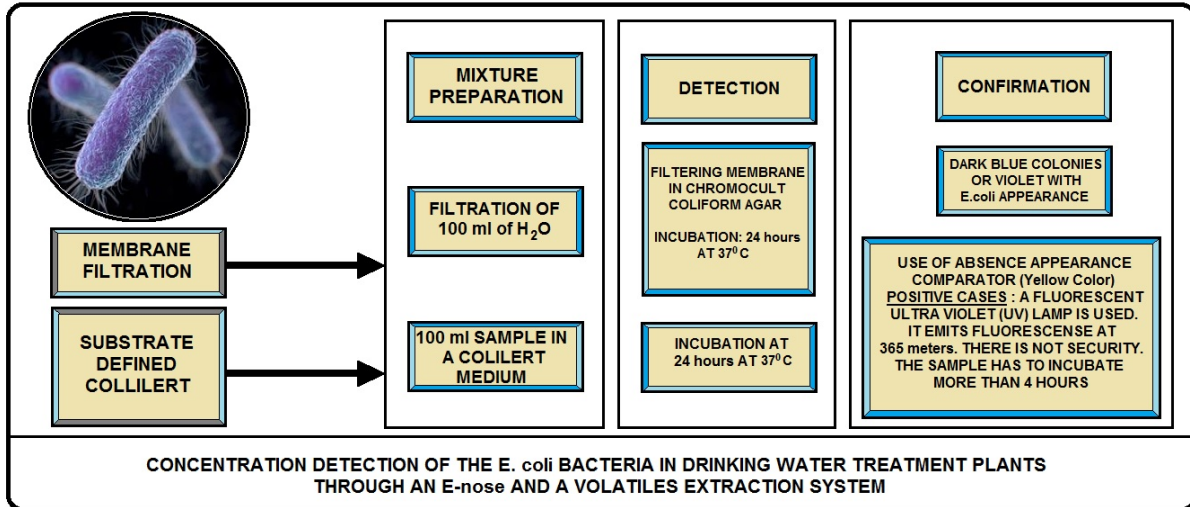 MEMBRANE
FILTRATION
SUBSTRATE
DEFINED
COLLILERT
MIXTURE
PREPARATION
FILTRATION OF
100 ml of H₂O
100 ml SAMPLE IN
A COLILERT
MEDIUM
DETECTION
FILTERING MEMBRANE
IN CHROMOCULT
COLIFORM AGAR
INCUBATION: 24 hours
AT 37⁰ C
INCUBATION AT
24 hours AT 37⁰ C
CONFIRMATION
DARK BLUE COLONIES
OR VIOLET WITH
E.coli APPEARANCE
USE OF ABSENCE APPEARANCE
COMPARATOR (Yellow Color)
POSITIVE CASES : A FLUORESCENT
ULTRA VIOLET (UV) LAMP IS USED.
IT EMITS FLUORESCENSE AT
365 meters. THERE IS NOT SECURITY.
THE SAMPLE HAS TO INCUBATE
MORE THAN 4 HOURS
CONCENTRATION DETECTION OF THE E. coli BACTERIA IN DRINKING WATER TREATMENT PLANTS
THROUGH AN E-nose AND A VOLATILES EXTRACTION SYSTEM